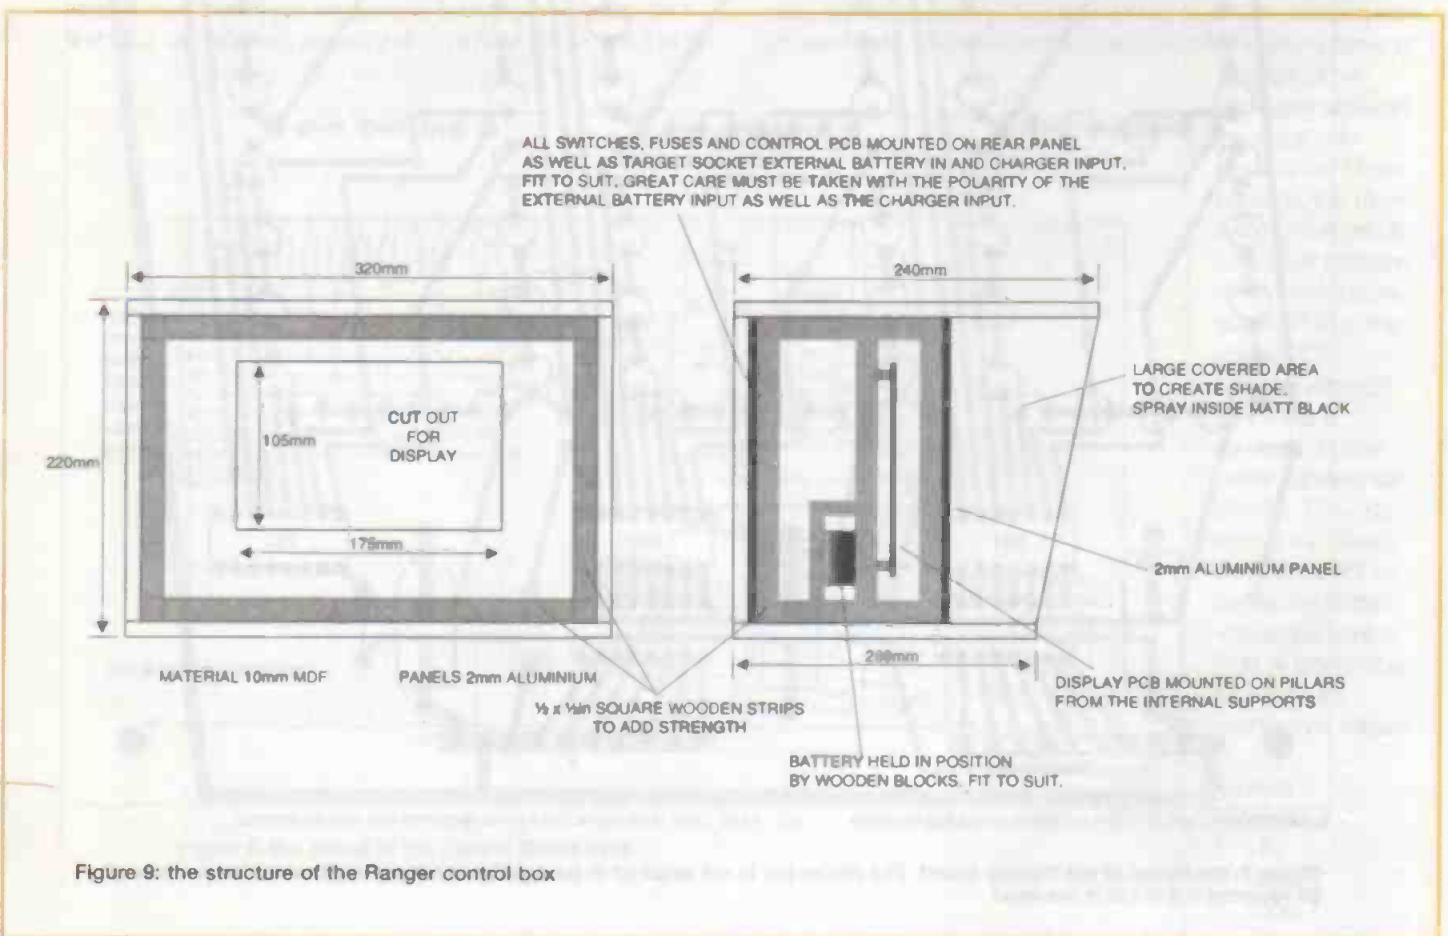 ALL SWITCHES, FUSES AND CONTROL PCB MOUNTED ON REAR PANEL
AS WELL AS TARGET SOCKET EXTERNAL BATTERY IN AND CHARGER INPUT.
FIT TO SUIT. GREAT CARE MUST BE TAKEN WITH THE POLARITY OF THE
EXTERNAL BATTERY INPUT AS WELL AS THE CHARGER INPUT.
320mm
240mm
LARGE COVERED AREA
TO CREATE SHADE.
SPRAY INSIDE MATT BLACK
CUT OUT
FOR
DISPLAY
105mm
220mm
175mm
2mm ALUMINIUM PANEL
MATERIAL 10mm MDF
PANELS 2mm ALUMINIUM
DISPLAY PCB MOUNTED ON PILLARS
FROM THE INTERNAL SUPPORTS
SQUARE WOODEN STRIPS
TO ADD STRENGTH
BATTERY HELD IN POSITION
BY WOODEN BLOCKS. FIT TO SUIT.
Figure 9: the structure of the Ranger control box